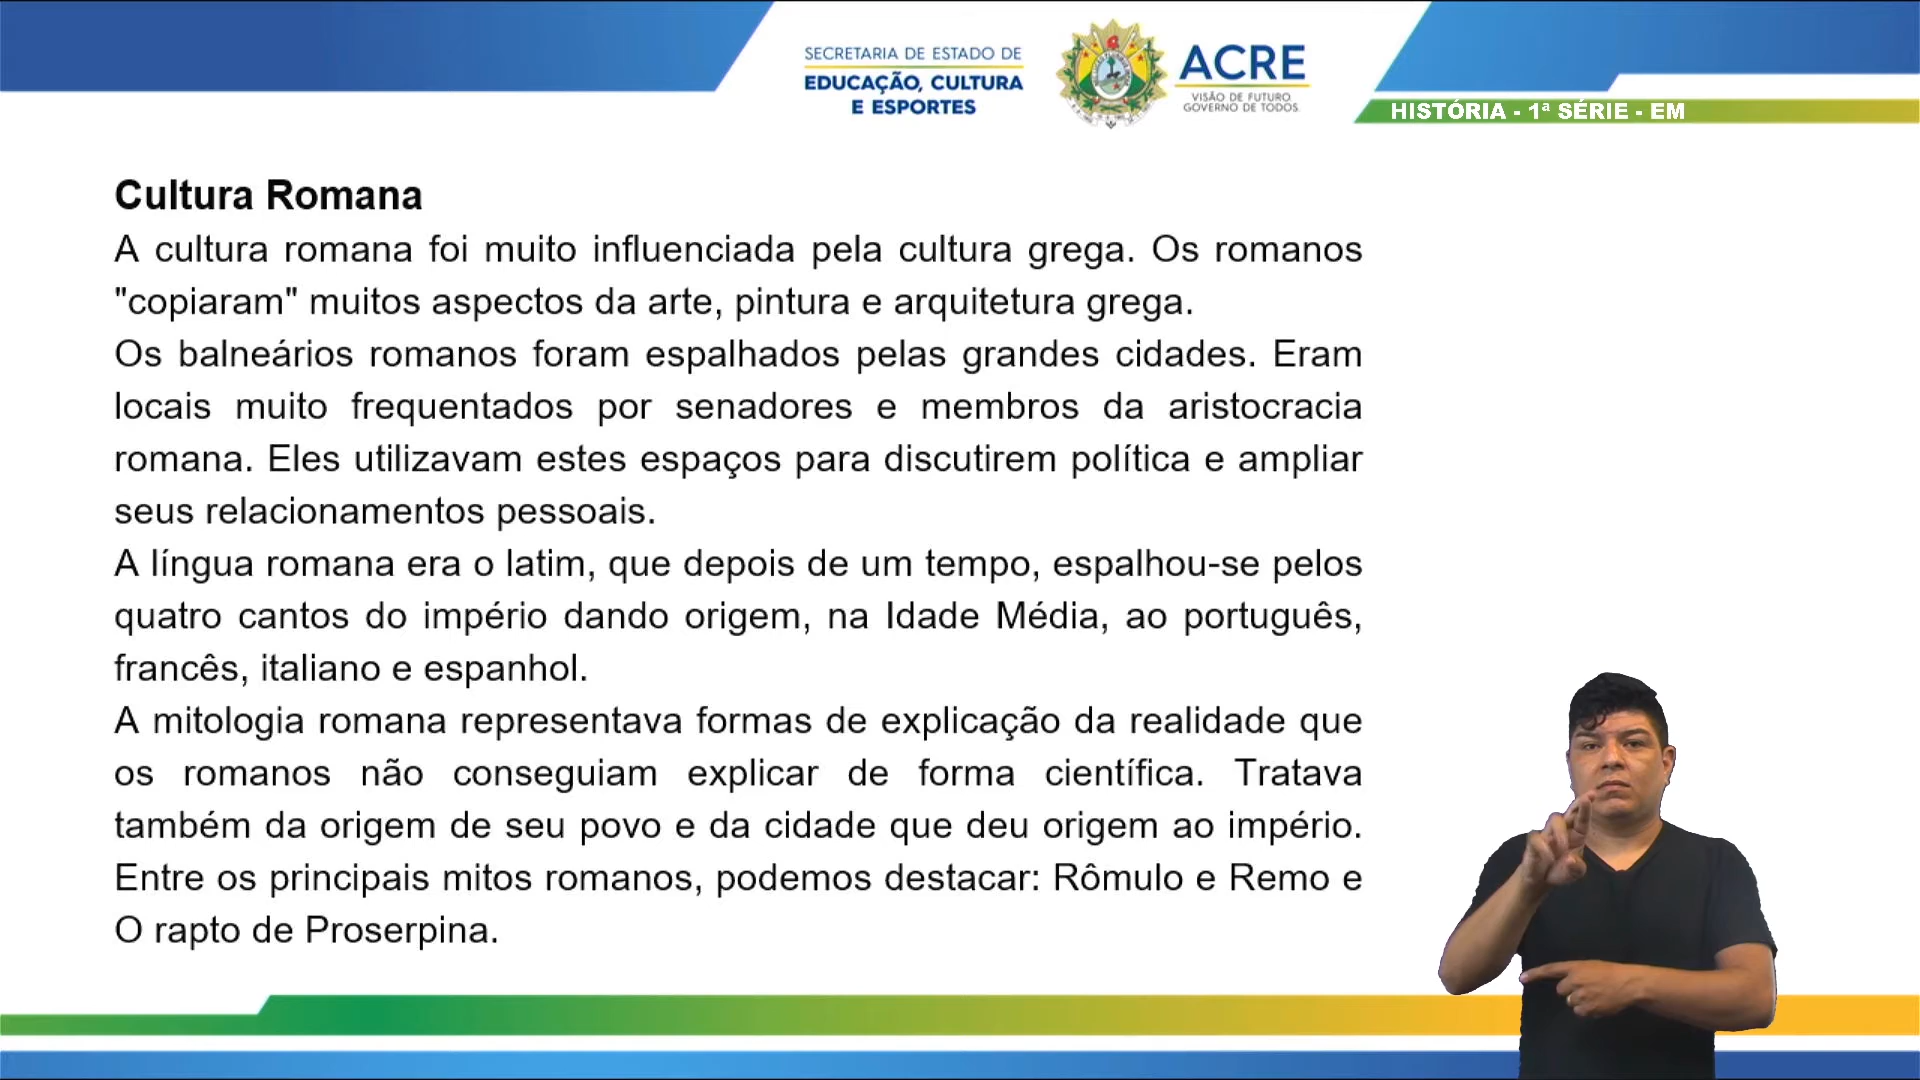 SECRETARIA DE ESTADO DE
EDUCAÇÃO, CULTURA
E ESPORTES
ACRE
VISÃO DE FUTURO.
GOVERNO DE TODOS.
HISTÓRIA - 1ª SÉRIE - EM
Cultura Romana
A cultura romana foi muito influenciada pela cultura grega. Os romanos
"copiaram" muitos aspectos da arte, pintura e arquitetura grega.
Os balneários romanos foram espalhados pelas grandes cidades. Eram
locais muito frequentados por senadores e membros da aristocracia
romana. Eles utilizavam estes espaços para discutirem política e ampliar
seus relacionamentos pessoais.
A língua romana era o latim, que depois de um tempo, espalhou-se pelos
quatro cantos do império dando origem, na Idade Média, ao português,
francês, italiano e espanhol.
A mitologia romana representava formas de explicação da realidade que
os romanos não conseguiam explicar de forma científica. Tratava
também da origem de seu povo e da cidade que deu origem ao império.
Entre os principais mitos romanos, podemos destacar: Rômulo e Remo e
O rapto de Proserpina.